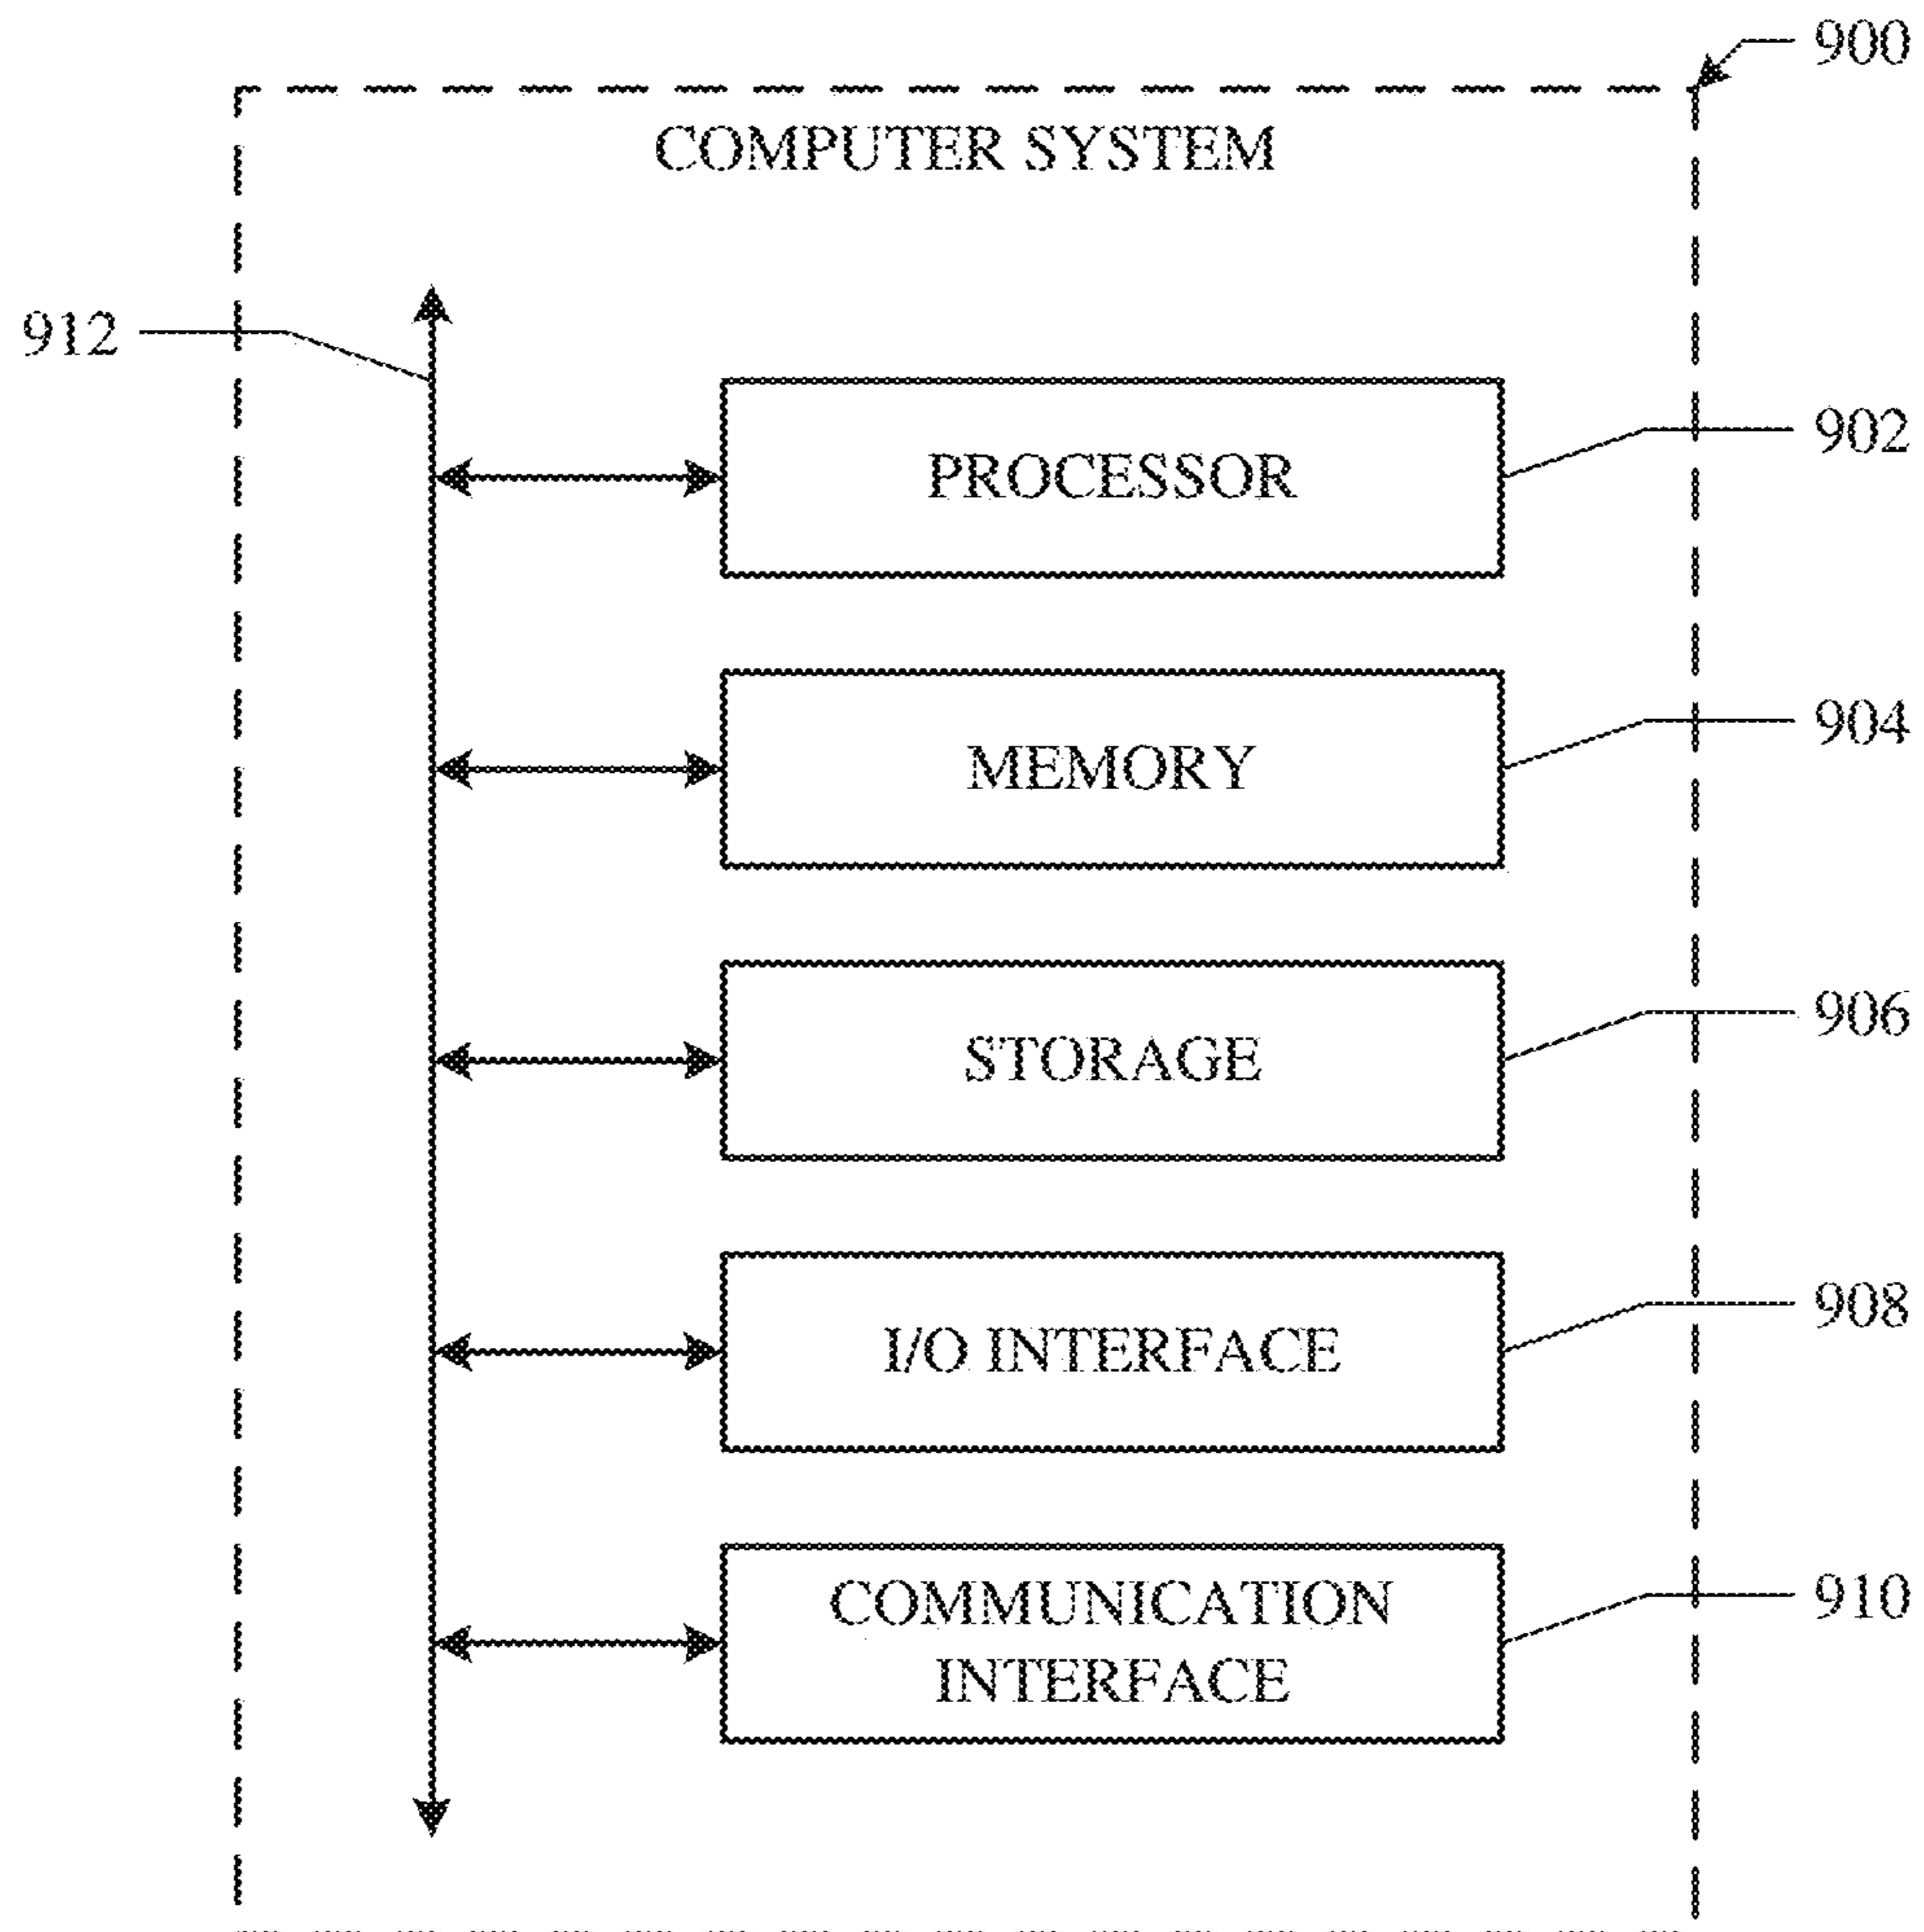 900
COMPUTER SYSTEM
912
902
PROCESSOR
904
MEMORY
906
STORAGE
908
I/O INTERFACE
910
COMMUNICATION
INTERFACE